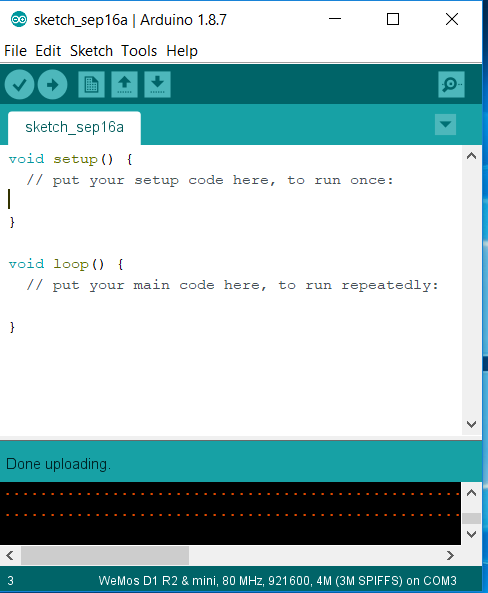 sketch_sep16a | Arduino 1.8.7
File Edit Sketch Tools Help
sketch_sep16a
void setup() {
  // put your setup code here, to run once:

}

void loop() {
  // put your main code here, to run repeatedly:

}
Done uploading.
................................................................
................................................................
3 WeMos D1 R2 & mini, 80 MHz, 921600, 4M (3M SPIFFS) on COM3